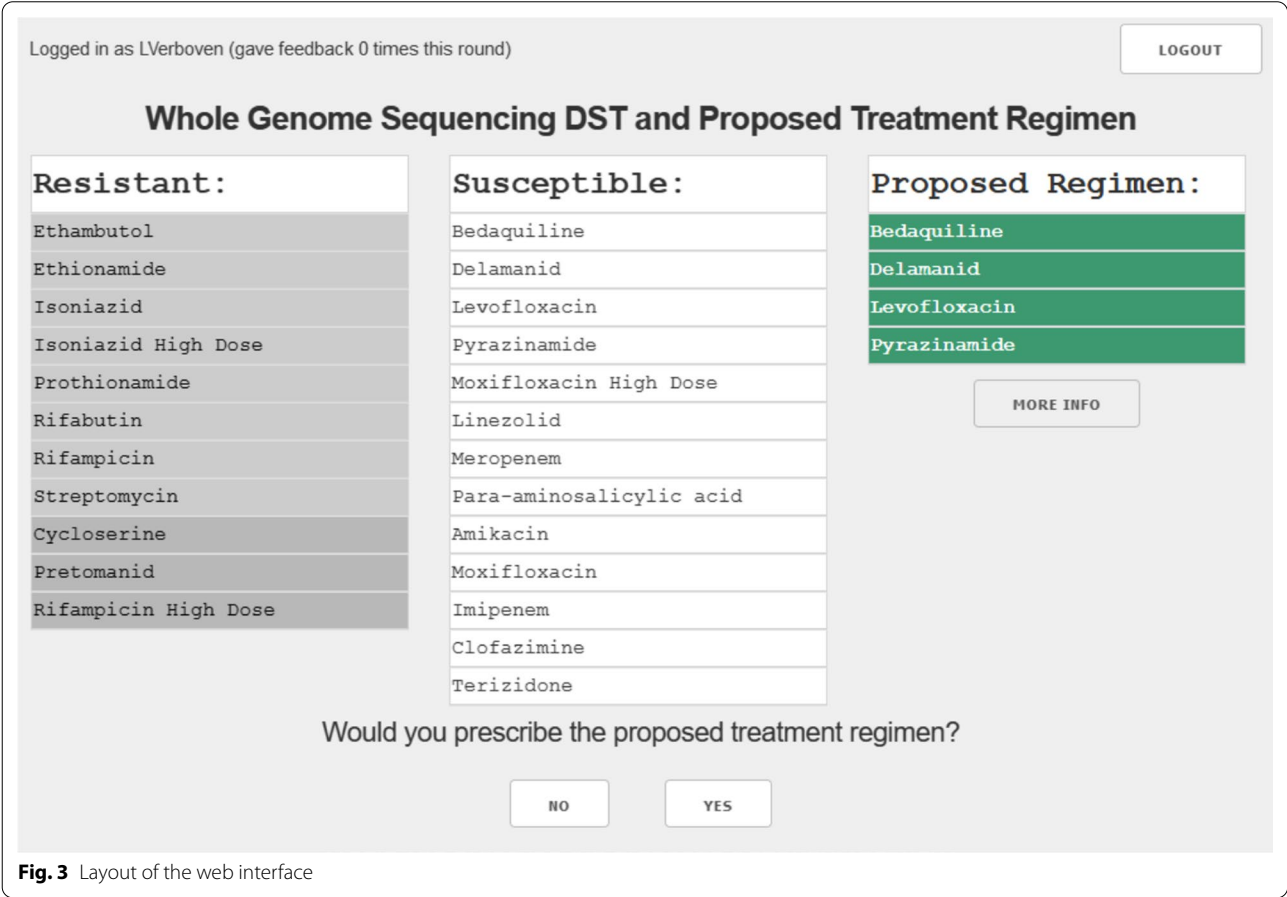 Logged in as LVerboven (gave feedback 0 times this round)
LOGOUT
Whole Genome Sequencing DST and Proposed Treatment Regimen
Resistant:
Ethambutol
Ethionamide
Isoniazid
Isoniazid High Dose
Prothionamide
Rifabutin
Rifampicin
Streptomycin
Cycloserine
Pretomanid
Rifampicin High Dose
Susceptible:
Bedaquiline
Delamanid
Levofloxacin
Pyrazinamide
Moxifloxacin High Dose
Linezolid
Meropenem
Para-aminosalicylic acid
Amikacin
Moxifloxacin
Imipenem
Clofazimine
Terizidone
Proposed Regimen:
Bedaquiline
Delamanid
Levofloxacin
Pyrazinamide
MORE INFO
Would you prescribe the proposed treatment regimen?
NO
YES
Fig. 3 Layout of the web interface